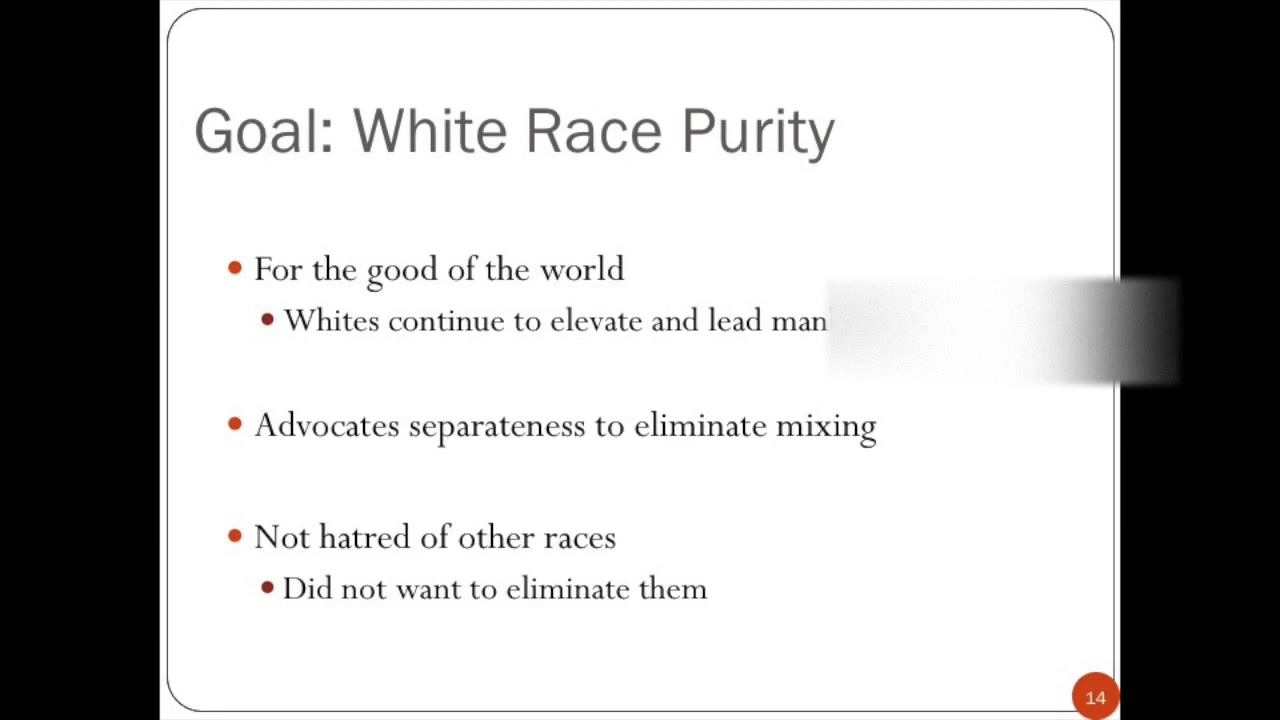 Goal: White Race Purity
For the good of the world
Whites continue to elevate and lead
Advocates separateness to eliminate mixing
Not hatred of other races
Did not want to eliminate them
14